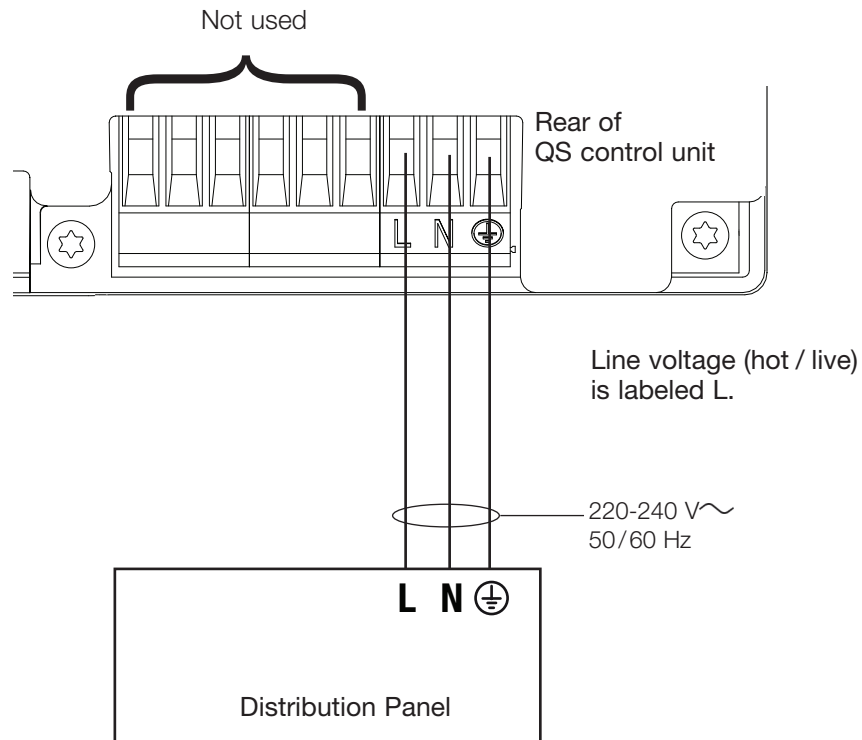 Not used
Rear of
QS control unit
L N
Line voltage (hot / live)
is labeled L.
220-240 V~
50/60 Hz
L N
Distribution Panel